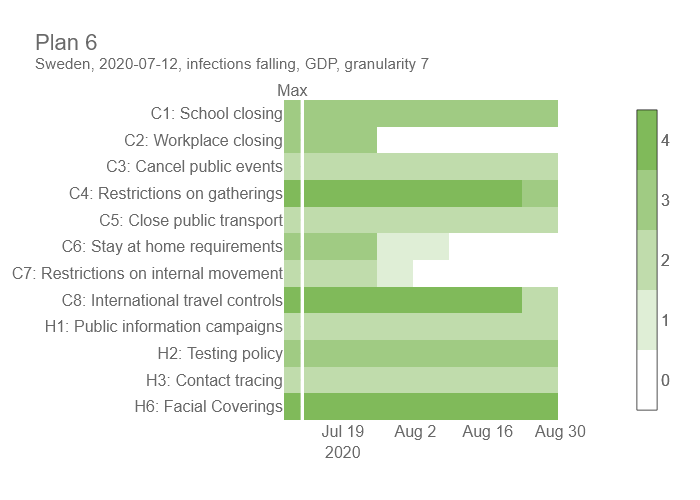 Plan 6
Sweden, 2020-07-12, infections falling, GDP, granularity 7
Max
C1: School closing
C2: Workplace closing
C3: Cancel public events
C4: Restrictions on gatherings
C5: Close public transport
C6: Stay at home requirements
C7: Restrictions on internal movement
C8: International travel controls
H1: Public information campaigns
H2: Testing policy
H3: Contact tracing
H6: Facial Coverings
Jul 19 Aug 2 Aug 16 Aug 30
2020
4
3
2
1
0